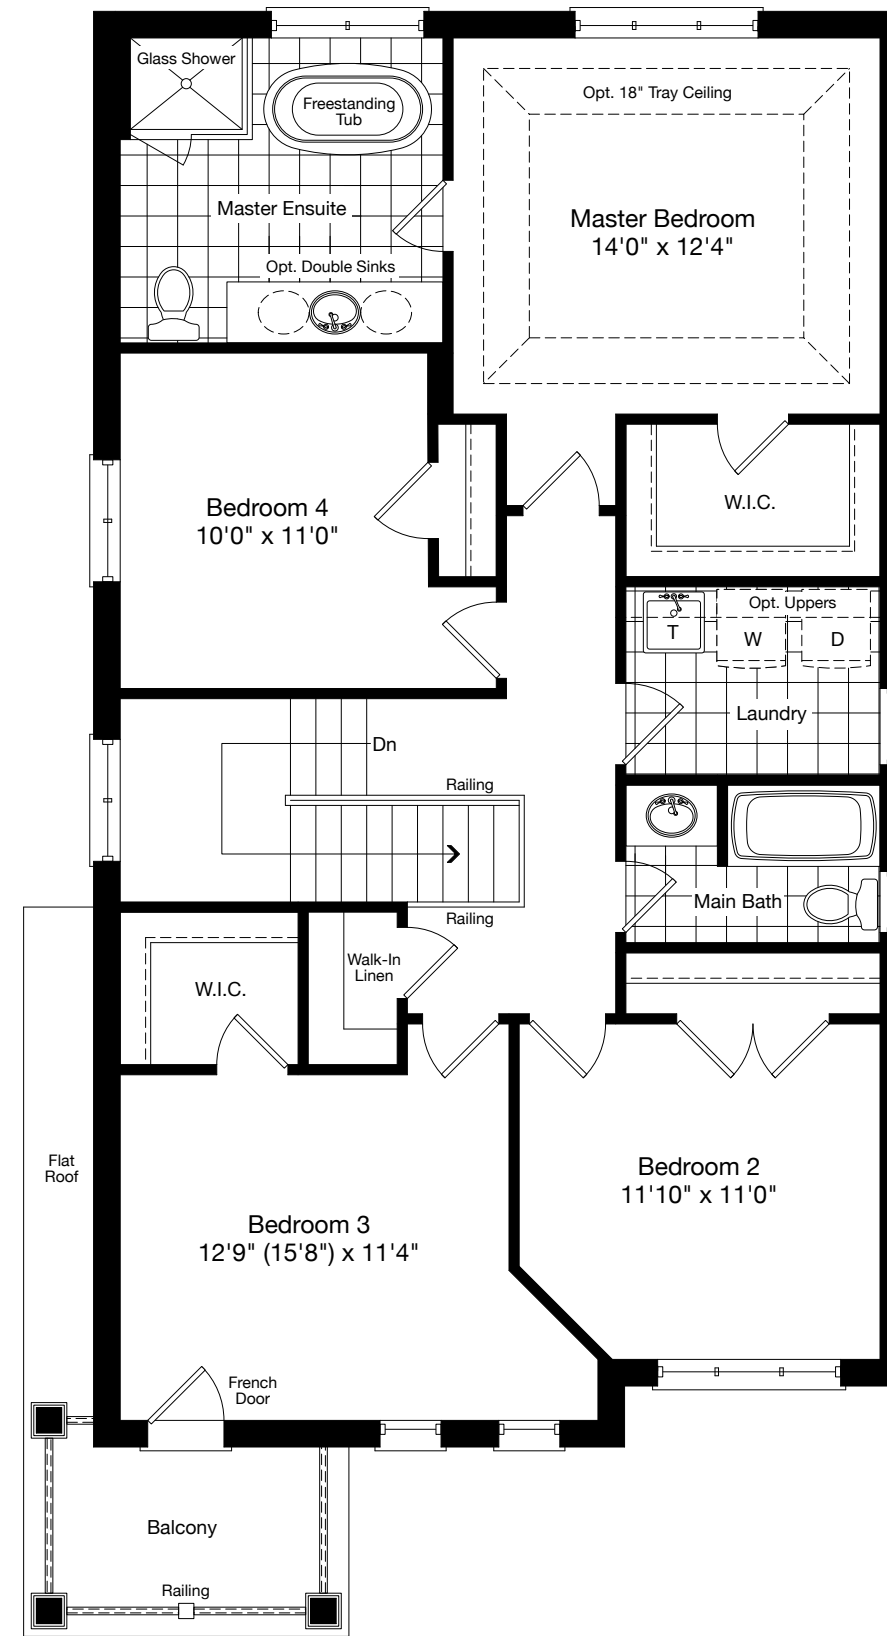 Glass Shower
Freestanding
Tub
Opt. 18" Tray Ceiling
Master Ensuite
Master Bedroom
14'0" x 12'4"
Opt. Double Sinks
Bedroom 4
10'0" x 11'0"
W.I.C.
Opt. Uppers
T
W
D
Laundry
Dn
Railing
Main Bath
Railing
Walk-In
Linen
W.I.C.
Flat
Roof
Bedroom 2
11'10" x 11'0"
Bedroom 3
12'9" (15'8") x 11'4"
French
Door
Balcony
Railing